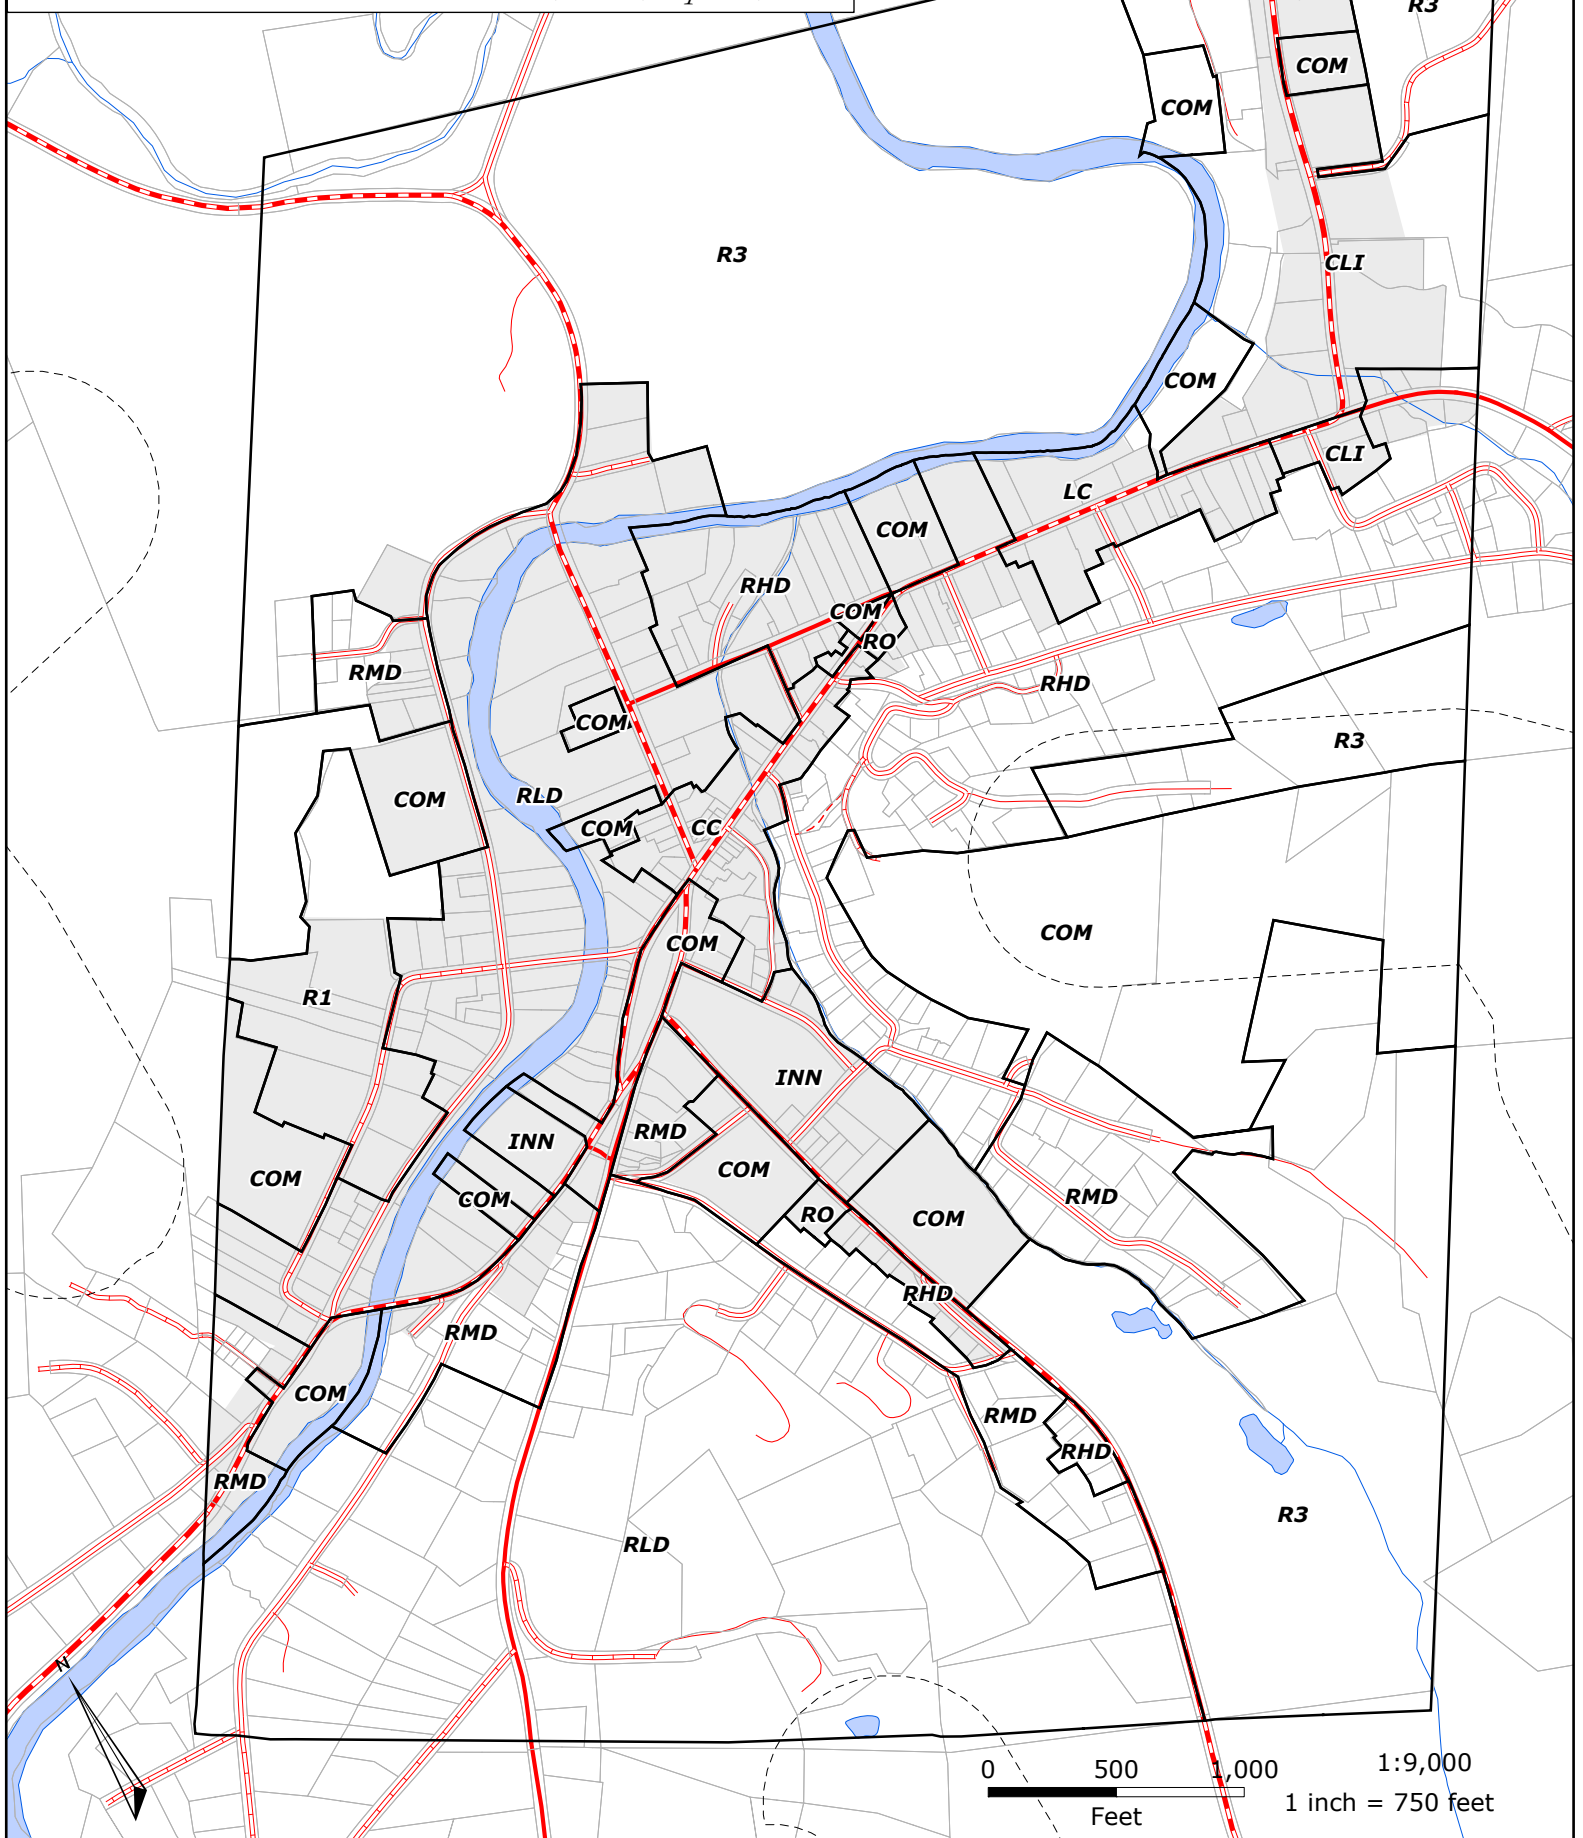 R3
COM
COM
R3
CLI
COM
CLI
LC
COM
RHD
COM
RO
RMD
RHD
COM
R3
RLD
COM
COM
CC
COM
COM
R1
INN
RMD
INN
COM
COM
COM
RMD
RO
COM
RHD
RMD
COM
RMD
RHD
RMD
R3
RLD
N
0 500 1,000
Feet
1:9,000
1 inch = 750 feet